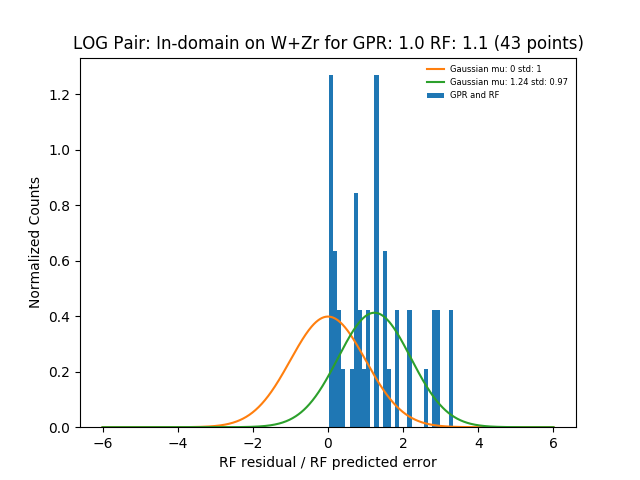 LOG Pair: In-domain on W+Zr for GPR: 1.0 RF: 1.1 (43 points)
Gaussian mu: 0 std: 1
Gaussian mu: 1.24 std: 0.97
GPR and RF
Normalized Counts
1.2
1.0
0.8
0.6
0.4
0.2
0.0
−6 −4 −2 0 2 4 6
RF residual / RF predicted error